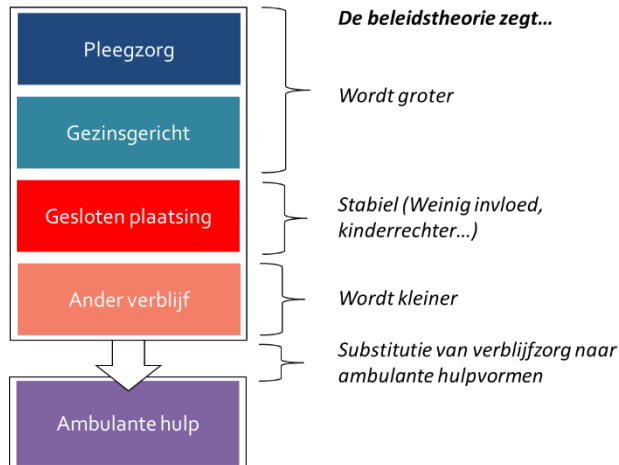 De beleidstheorie zegt...
Pleegzorg
Wordt groter
Gezinsgericht
Gesloten plaatsing
Stabiel (Weinig invloed,
kinderrechter...)
Ander verblijf
Wordt kleiner
Substitutie van verblijfzorg naar
ambulante hulpvormen
Ambulante hulp